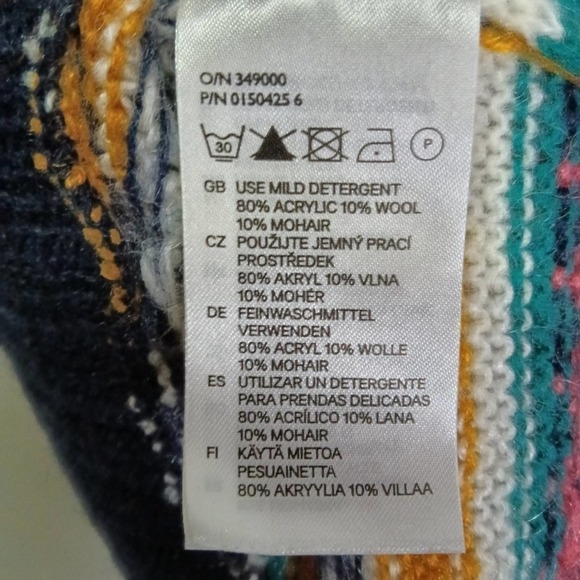 O/N 349000
P/N 0150425 6
30 P
GB USE MILD DETERGENT
80% ACRYLIC 10% WOOL
10% MOHAIR
CZ POUŽIJTE JEMNÝ PRACÍ
PROSTŘEDEK
80% AKRYL 10% VLNA
10% MOHÉR
DE FEINWASCHMITTEL
VERWENDEN
80% ACRYL 10% WOLLE
10% MOHAIR
ES UTILIZAR UN DETERGENTE
PARA PRENDAS DELICADAS
80% ACRÍLICO 10% LANA
10% MOHAIR
FI KÄYTÄ MIETOA
PESUAINETTA
80% AKRYYLIA 10% VILLAA